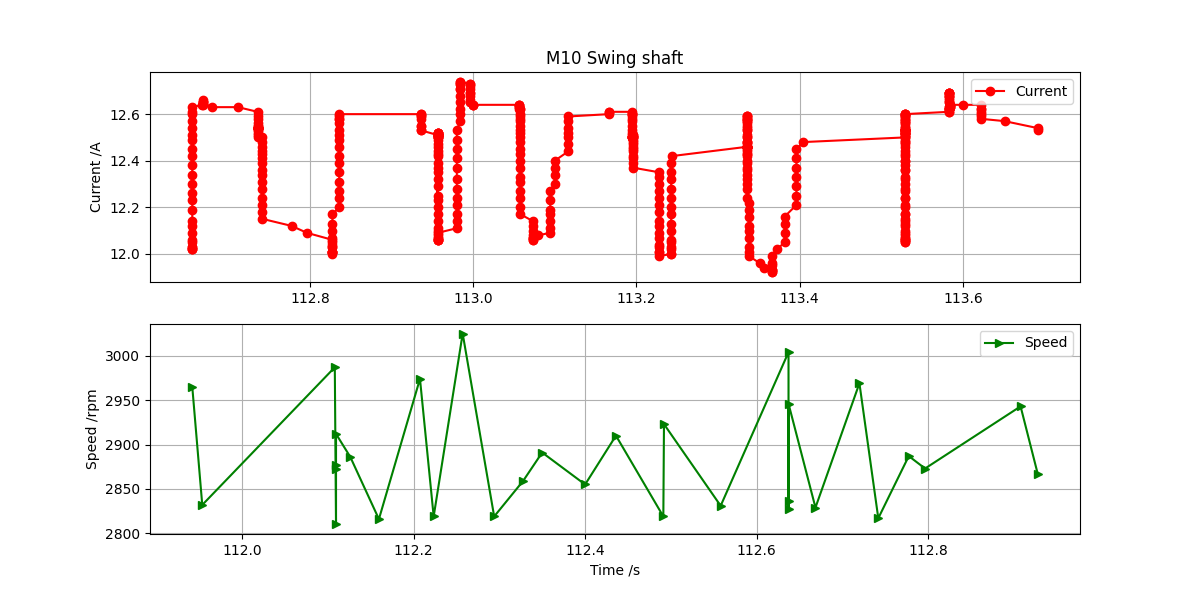 M10 Swing shaft
Current /A
12.6
12.4
12.2
12.0
Current
112.8 113.0 113.2 113.4 113.6
Speed /rpm
3000
2950
2900
2850
2800
Speed
112.0 112.2 112.4 112.6 112.8
Time /s